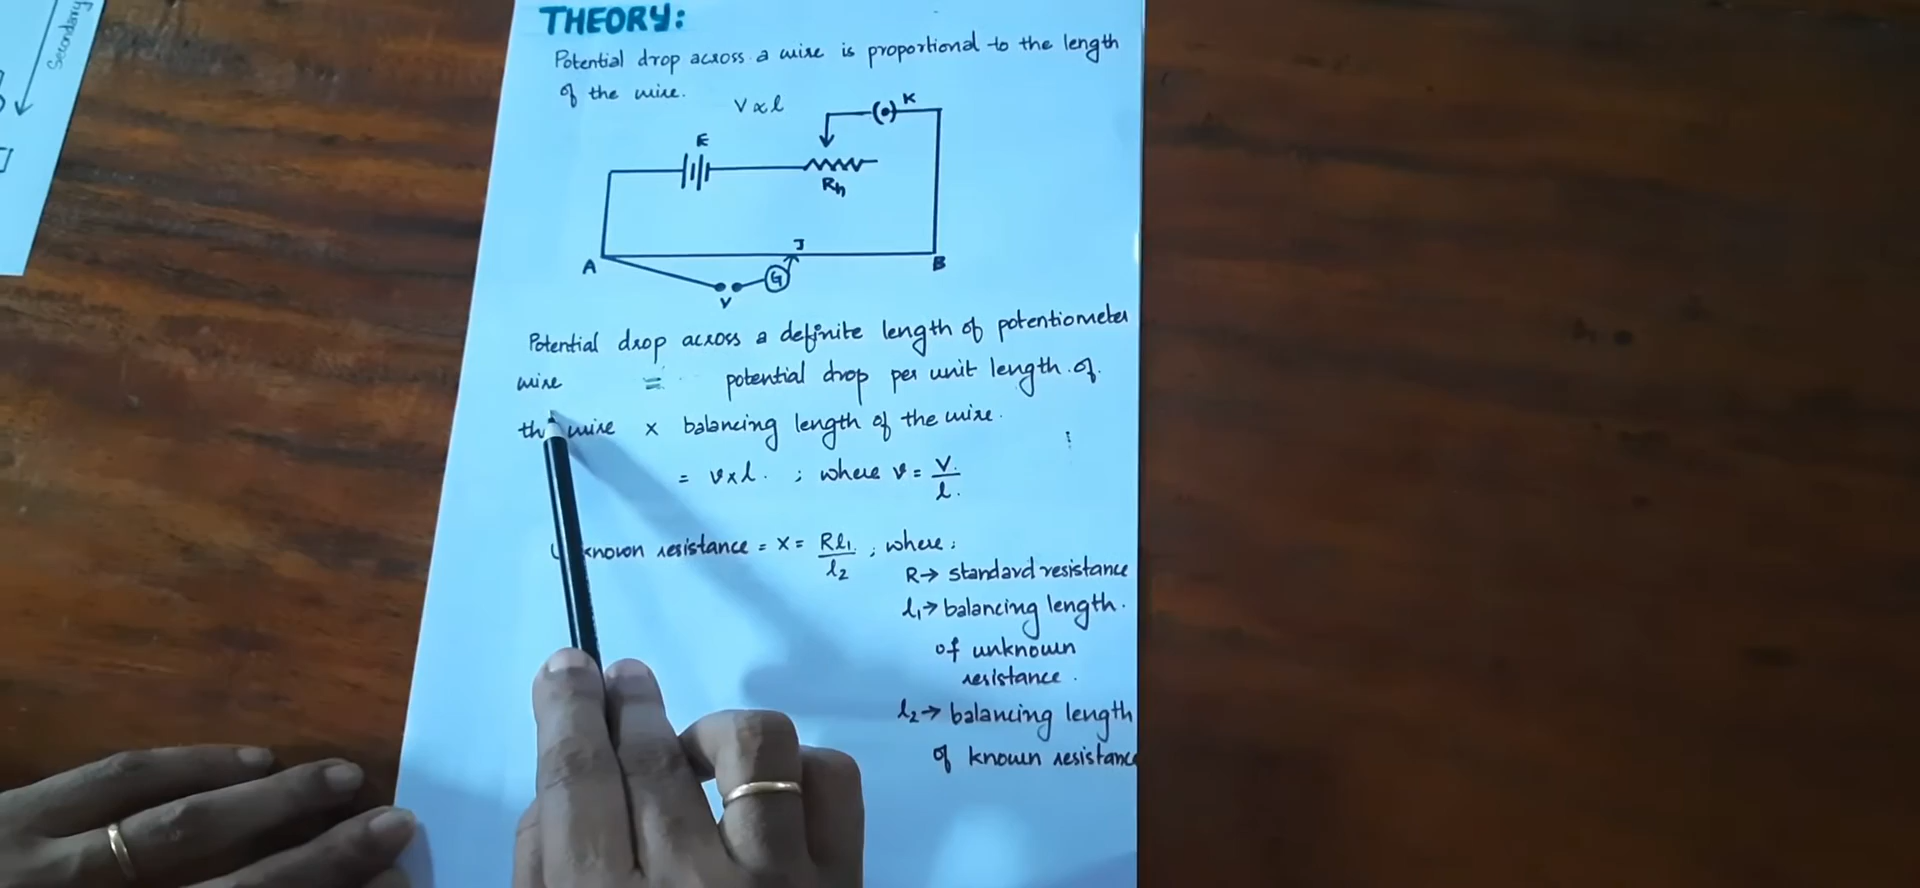 Secondary
THEORY:
Potential drop across a wire is proportional to the length
of the wire.
V ∝ l
K
E
Rh
J
A
B
G
V
Potential drop across a definite length of potentiometer
wire = potential drop per unit length of
wire x balancing length of the wire.
= v x l. ; where v = V/l.
resistance = X = Rl₁/l₂ ; where;
R → standard resistance
l₁ → balancing length.
of unknown
resistance.
l₂ → balancing length
of known resistance